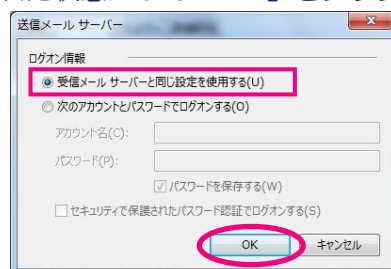 送信メール サーバー
ログオン情報
受信メール サーバーと同じ設定を使用する(U)
次のアカウントとパスワードでログオンする(O)
アカウント名(C):
パスワード(P):
パスワードを保存する(W)
セキュリティで保護されたパスワード認証でログオンする(S)
OK
キャンセル